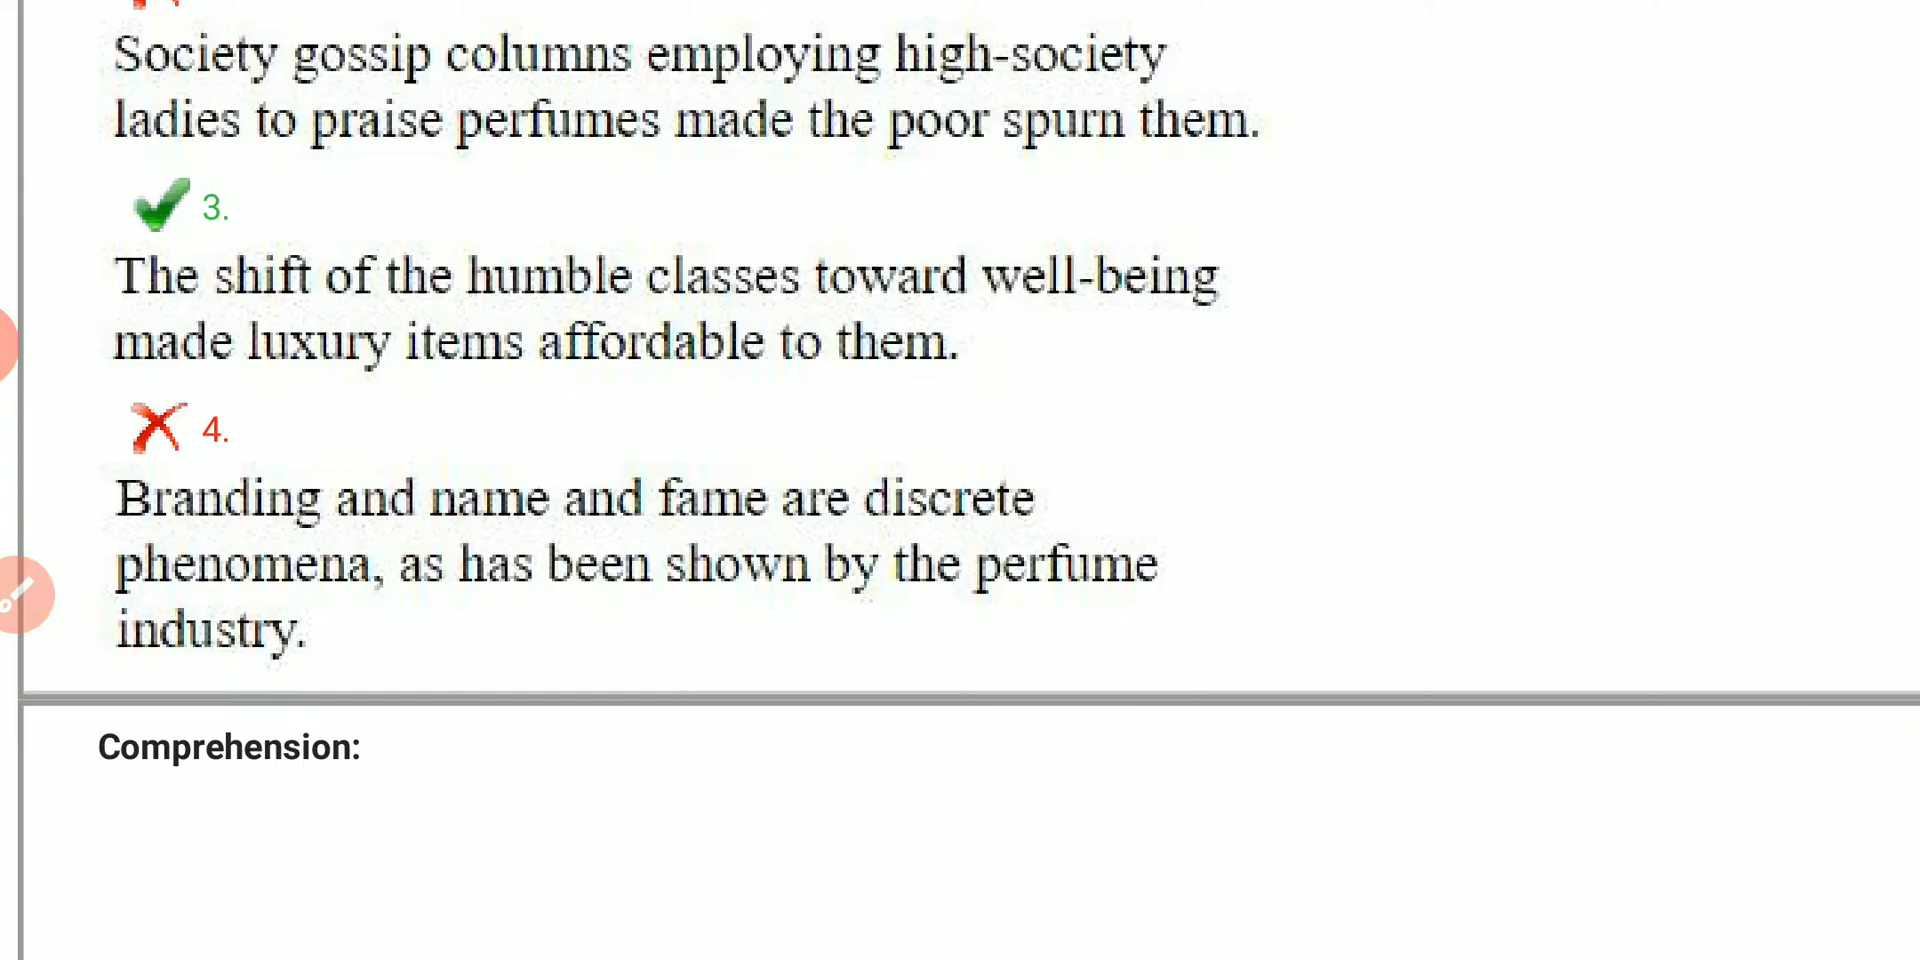 Society gossip columns employing high-society
ladies to praise perfumes made the poor spurn them.
3.
The shift of the humble classes toward well-being
made luxury items affordable to them.
4.
Branding and name and fame are discrete
phenomena, as has been shown by the perfume
industry.
Comprehension: